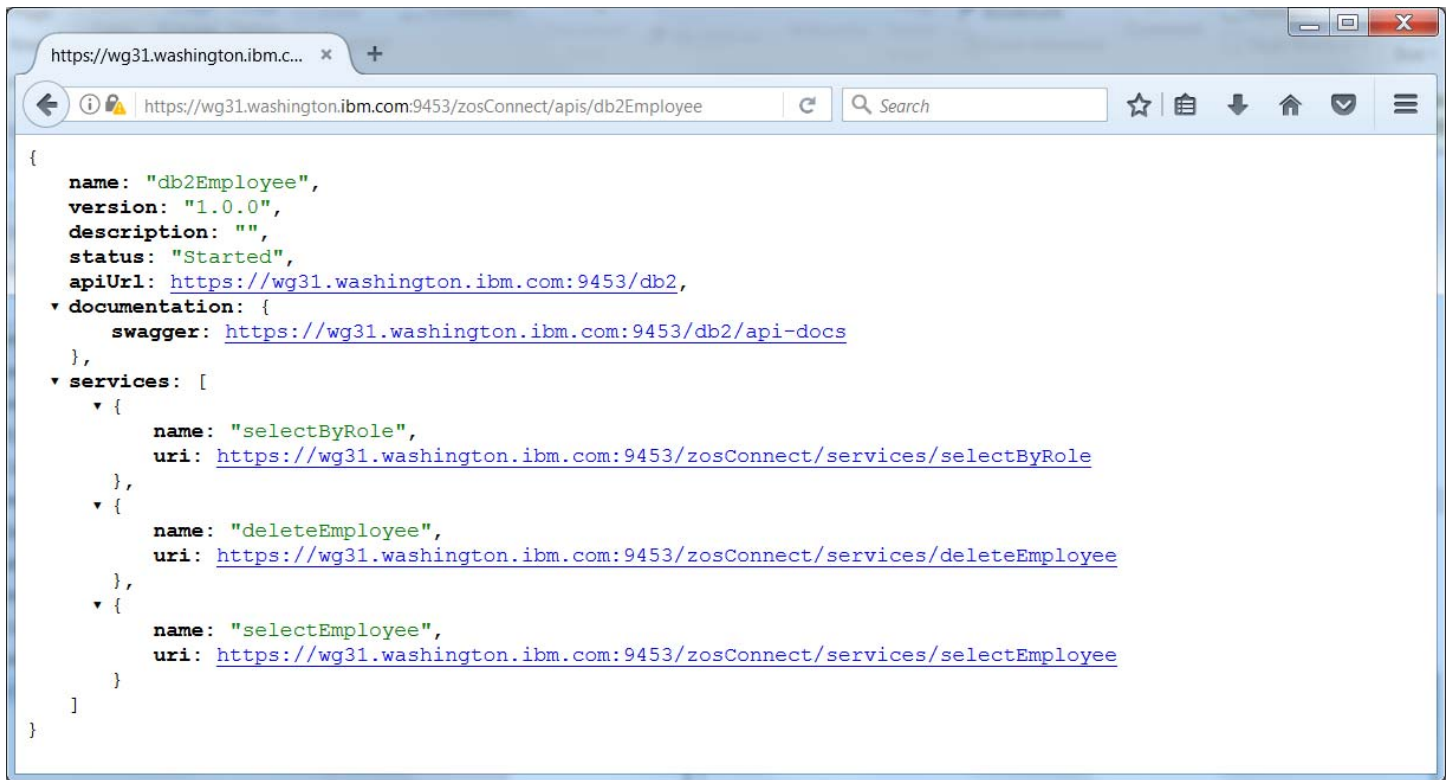 https://wg31.washington.ibm.c... × +
https://wg31.washington.ibm.com:9453/zosConnect/apis/db2Employee Search
{
name: "db2Employee",
version: "1.0.0",
description: "",
status: "Started",
apiUrl: https://wg31.washington.ibm.com:9453/db2,
documentation: {
swagger: https://wg31.washington.ibm.com:9453/db2/api-docs
},
services: [
{
name: "selectByRole",
uri: https://wg31.washington.ibm.com:9453/zosConnect/services/selectByRole
},
{
name: "deleteEmployee",
uri: https://wg31.washington.ibm.com:9453/zosConnect/services/deleteEmployee
},
{
name: "selectEmployee",
uri: https://wg31.washington.ibm.com:9453/zosConnect/services/selectEmployee
}
]
}